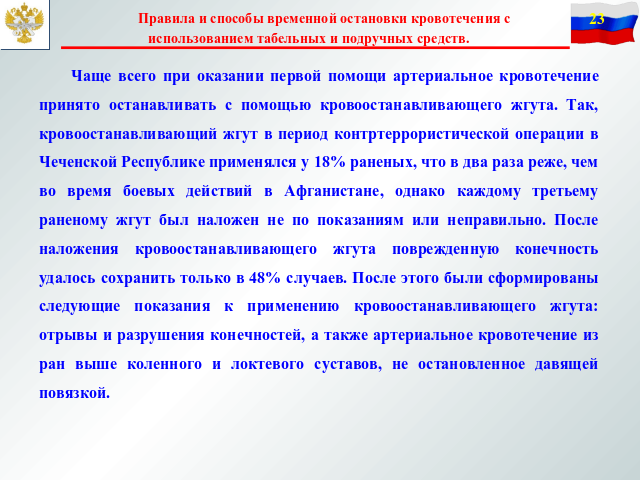 Правила и способы временной остановки кровотечения с
использованием табельных и подручных средств.
23
Чаще всего при оказании первой помощи артериальное кровотечение
принято останавливать с помощью кровоостанавливающего жгута. Так,
кровоостанавливающий жгут в период контртеррористической операции в
Чеченской Республике применялся у 18% раненых, что в два раза реже, чем
во время боевых действий в Афганистане, однако каждому третьему
раненому жгут был наложен не по показаниям или неправильно. После
наложения кровоостанавливающего жгута поврежденную конечность
удалось сохранить только в 48% случаев. После этого были сформированы
следующие показания к применению кровоостанавливающего жгута:
отрывы и разрушения конечностей, а также артериальное кровотечение из
ран выше коленного и локтевого суставов, не остановленное давящей
повязкой.